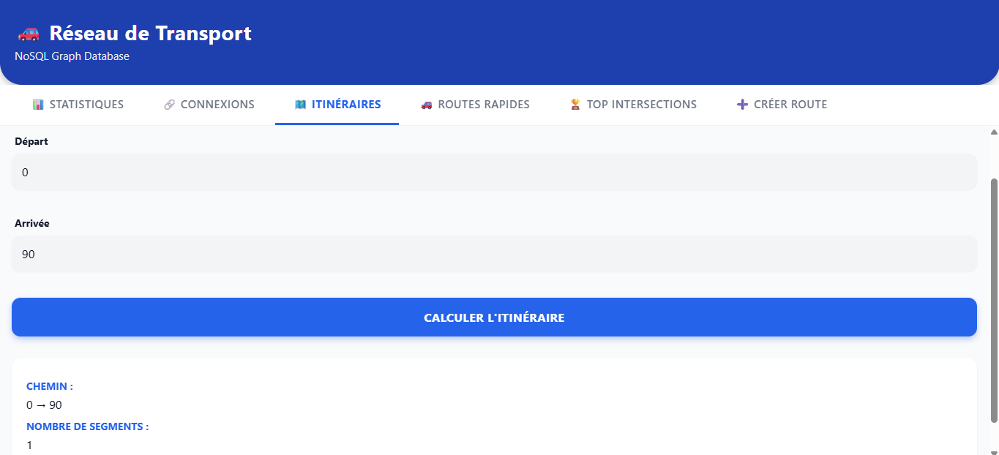 Réseau de Transport
NoSQL Graph Database
STATISTIQUES CONNEXIONS ITINÉRAIRES ROUTES RAPIDES TOP INTERSECTIONS CRÉER ROUTE
Départ
0
Arrivée
90
CALCULER L'ITINÉRAIRE
CHEMIN :
0 → 90
NOMBRE DE SEGMENTS :
1